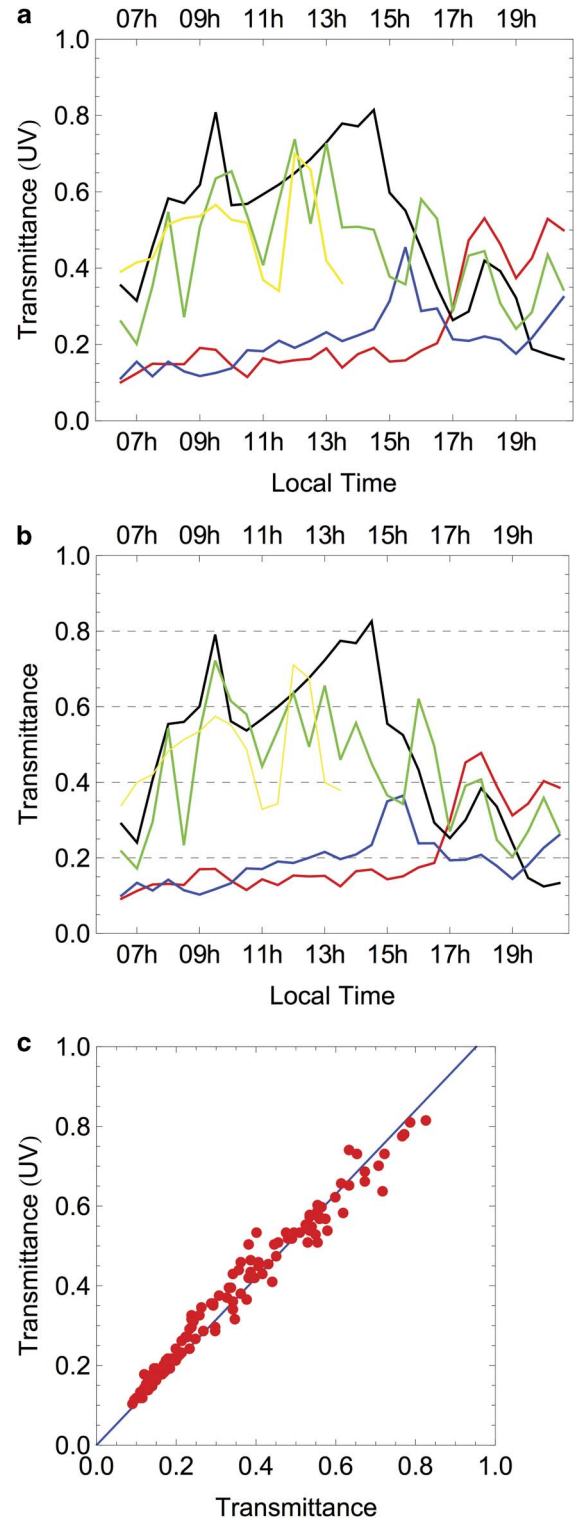 a
07h 09h 11h 13h 15h 17h 19h
1.0
0.8
0.6
0.4
0.2
0.0
Transmittance (UV)
07h 09h 11h 13h 15h 17h 19h
Local Time
b
07h 09h 11h 13h 15h 17h 19h
1.0
0.8
0.6
0.4
0.2
0.0
Transmittance
07h 09h 11h 13h 15h 17h 19h
Local Time
c
1.0
0.8
0.6
0.4
0.2
0.0
Transmittance (UV)
0.0 0.2 0.4 0.6 0.8 1.0
Transmittance